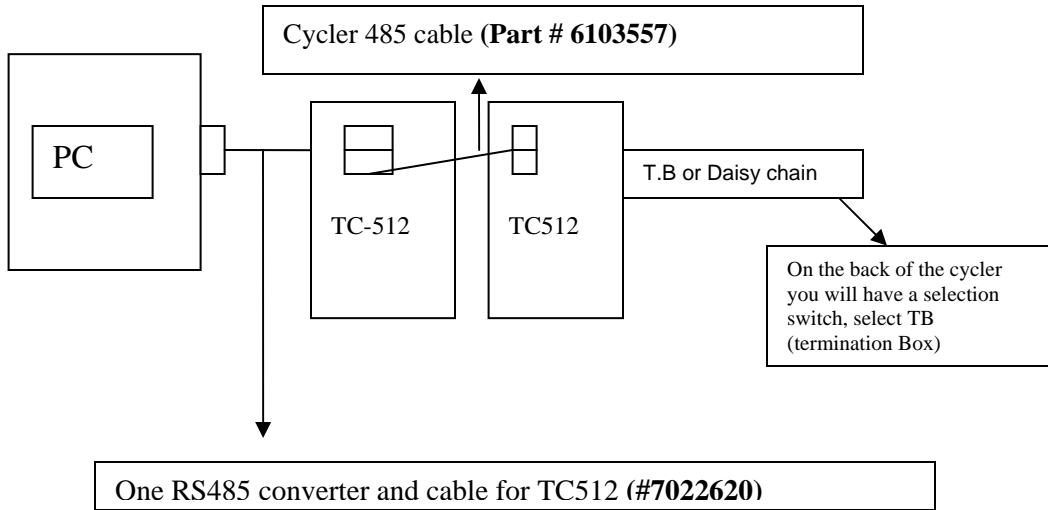 Cycler 485 cable (Part # 6103557)
PC
TC-512
TC512
T.B or Daisy chain
On the back of the cycler
you will have a selection
switch, select TB
(termination Box)
One RS485 converter and cable for TC512 (#7022620)